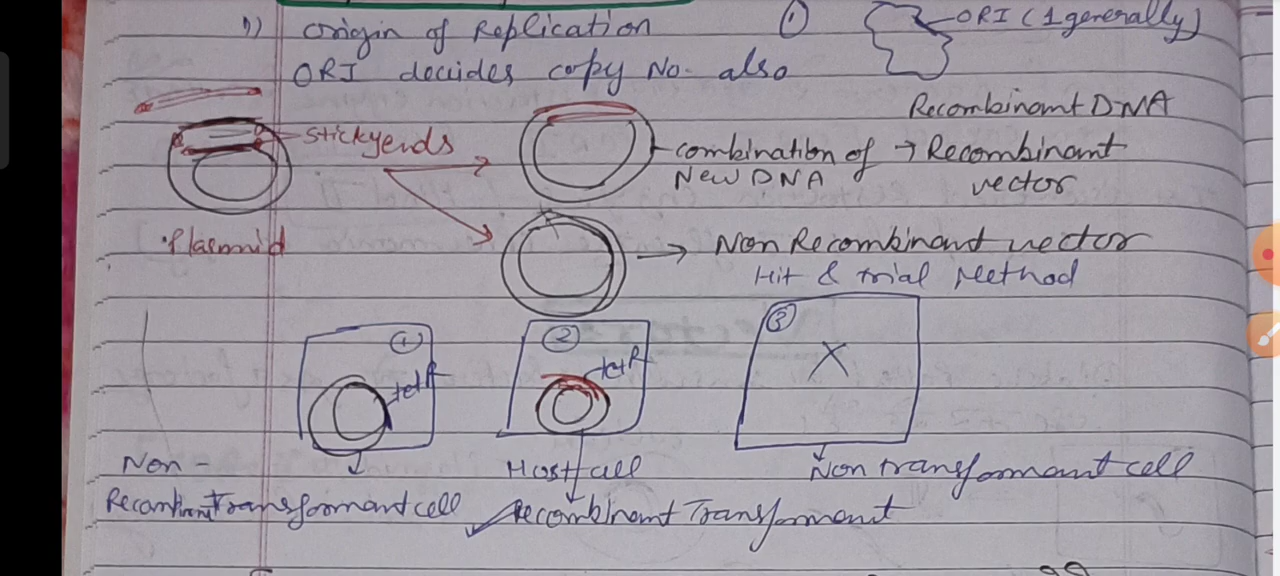 1) origin of Replication
① ORI (1 generally)
ORI decides copy No. also
Stickyends
Plasmid
Recombinant DNA
combination of → Recombinant
New DNA vector
→ Non Recombinant vector
Hit & trial Method
① tetR
② tetR
③ X
Non-
Recombinant Transformant cell
Host cell
Recombinant Transformant
Non transformant cell